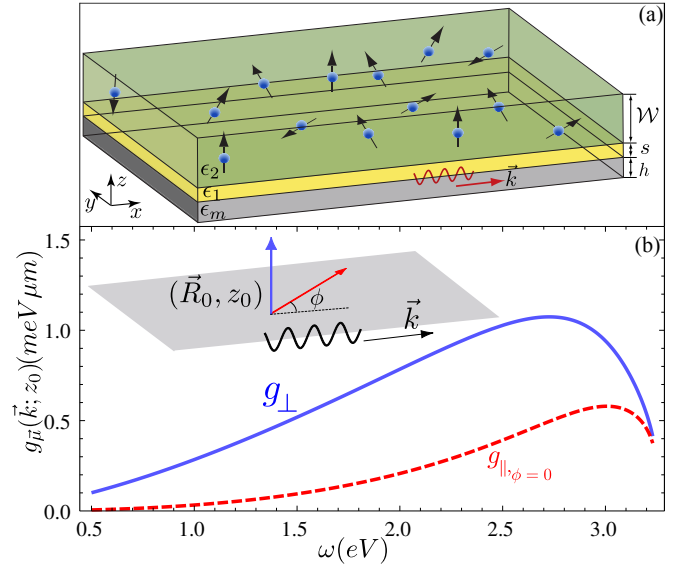 (a)
𝒲
s
h
ϵ₂
ϵ₁
ϵₘ
k⃗
z
y
x
(b)
1.5
1.0
0.5
0.0
g_μ⃗(k⃗; z₀)(meV μm)
(R⃗₀, z₀)
ϕ
k⃗
g⊥
g∥,ϕ = 0
0.5 1.0 1.5 2.0 2.5 3.0
ω(eV)